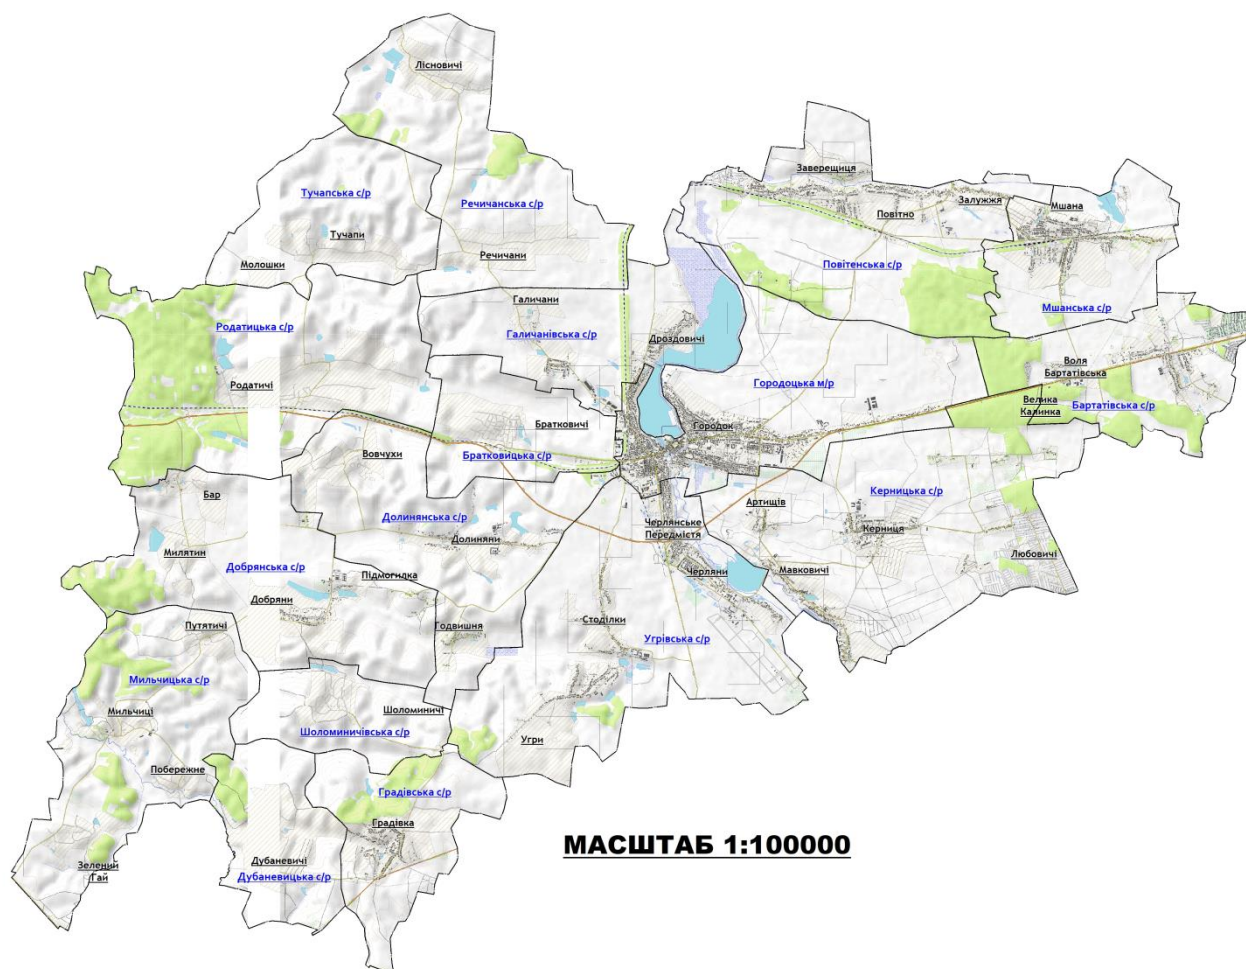 Лісновичі
Заверещиця
Тучапська с/р
Речичанська с/р
Залужжя
Мшана
Повітно
Тучапи
Речичани
Молошки
Повітенська с/р
Галичани
Мшанська с/р
Родатицька с/р
Галичанівська с/р
Дроздовичі
Воля
Бартатівська
Родатичі
Городоцька м/р
Велика
Калинка
Бартатівська с/р
Братковичі
Городок
Вовчухи
Братковицька с/р
Бар
Керницька с/р
Артищів
Долинянська с/р
Черлянське
Передмістя
Керниця
Долиняни
Милятин
Любовичі
Добрянська с/р
Підмогилка
Черляни
Мавковичі
Добряни
Путятичі
Годвишня
Стоділки
Угрівська с/р
Мильчицька с/р
Мильчиці
Шоломиничі
Шоломиничівська с/р
Угри
Побережне
Градівська с/р
Градівка
МАСШТАБ 1:100000
Зелений
Гай
Дубаневичі
Дубаневицька с/р